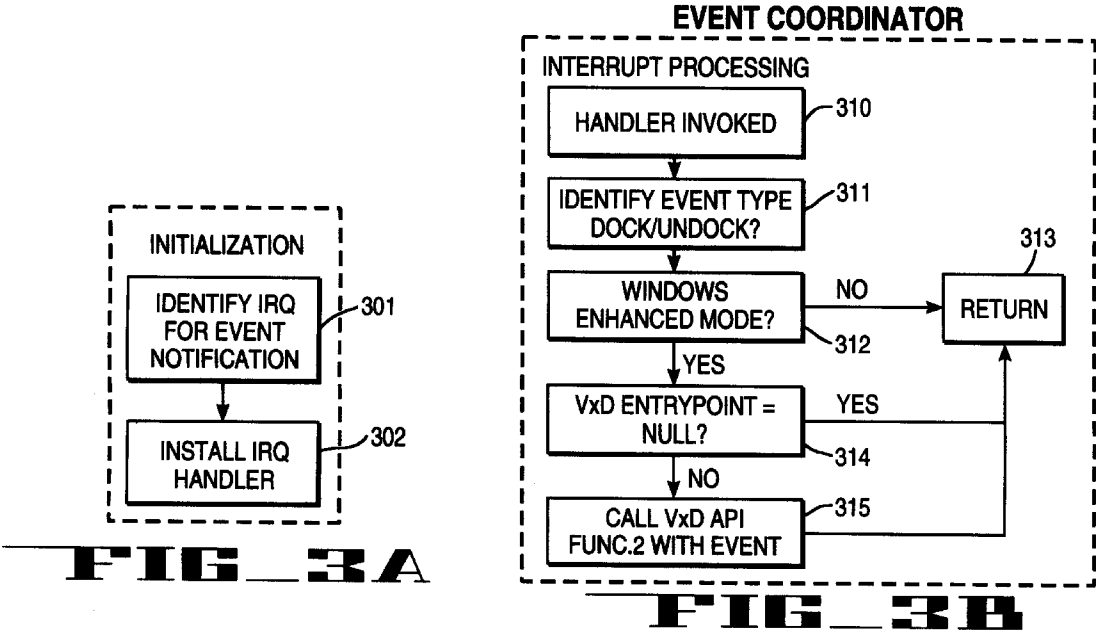 INITIALIZATION
IDENTIFY IRQ
FOR EVENT
NOTIFICATION
301
INSTALL IRQ
HANDLER
302
FIG_3A
EVENT COORDINATOR
INTERRUPT PROCESSING
HANDLER INVOKED
310
IDENTIFY EVENT TYPE
DOCK/UNDOCK?
311
WINDOWS
ENHANCED MODE?
312
NO
313
RETURN
YES
VxD ENTRYPOINT =
NULL?
314
YES
NO
CALL VxD API
FUNC.2 WITH EVENT
315
FIG_3B